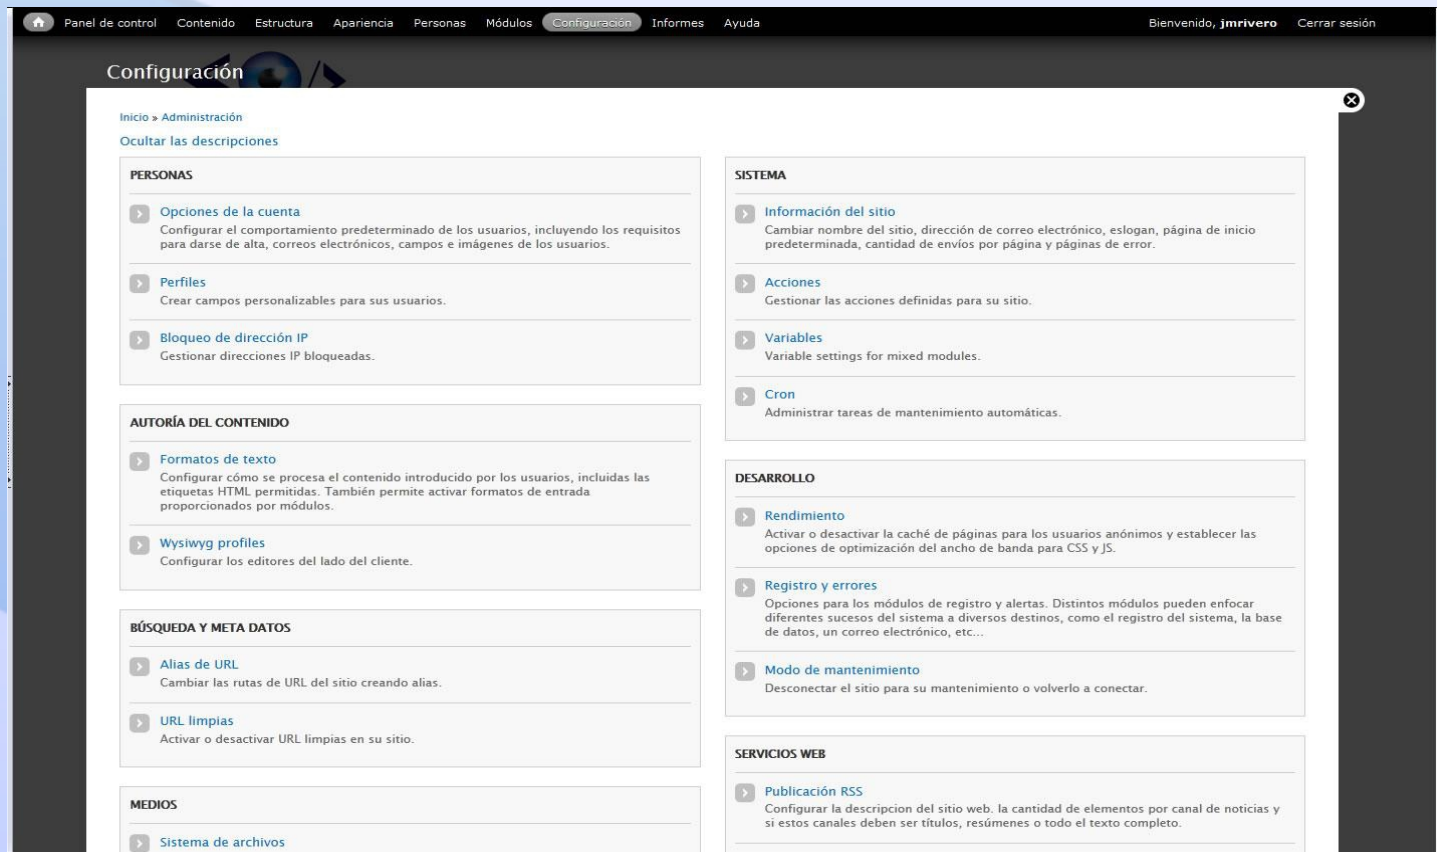 Panel de control Contenido Estructura Apariencia Personas Módulos Configuración Informes Ayuda Bienvenido, jmrivero Cerrar sesión
Configuración
Inicio » Administración
Ocultar las descripciones
PERSONAS
Opciones de la cuenta
Configurar el comportamiento predeterminado de los usuarios, incluyendo los requisitos
para darse de alta, correos electrónicos, campos e imágenes de los usuarios.
Perfiles
Crear campos personalizables para sus usuarios.
Bloqueo de dirección IP
Gestionar direcciones IP bloqueadas.
AUTORÍA DEL CONTENIDO
Formatos de texto
Configurar cómo se procesa el contenido introducido por los usuarios, incluidas las
etiquetas HTML permitidas. También permite activar formatos de entrada
proporcionados por módulos.
Wysiwyg profiles
Configurar los editores del lado del cliente.
BÚSQUEDA Y META DATOS
Alias de URL
Cambiar las rutas de URL del sitio creando alias.
URL limpias
Activar o desactivar URL limpias en su sitio.
MEDIOS
Sistema de archivos
SISTEMA
Información del sitio
Cambiar nombre del sitio, dirección de correo electrónico, eslogan, página de inicio
predeterminada, cantidad de envíos por página y páginas de error.
Acciones
Gestionar las acciones definidas para su sitio.
Variables
Variable settings for mixed modules.
Cron
Administrar tareas de mantenimiento automáticas.
DESARROLLO
Rendimiento
Activar o desactivar la caché de páginas para los usuarios anónimos y establecer las
opciones de optimización del ancho de banda para CSS y JS.
Registro y errores
Opciones para los módulos de registro y alertas. Distintos módulos pueden enfocar
diferentes sucesos del sistema a diversos destinos, como el registro del sistema, la base
de datos, un correo electrónico, etc...
Modo de mantenimiento
Desconectar el sitio para su mantenimiento o volverlo a conectar.
SERVICIOS WEB
Publicación RSS
Configurar la descripcion del sitio web. la cantidad de elementos por canal de noticias y
si estos canales deben ser títulos, resúmenes o todo el texto completo.